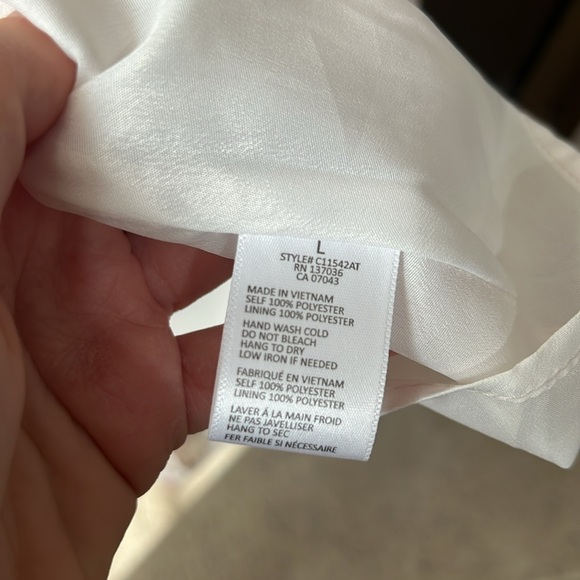 L
STYLE# C11542AT
RN 137036
CA 07043
MADE IN VIETNAM
SELF 100% POLYESTER
LINING 100% POLYESTER
HAND WASH COLD
DO NOT BLEACH
HANG TO DRY
LOW IRON IF NEEDED
FABRIQUÉ EN VIETNAM
SELF 100% POLYESTER
LINING 100% POLYESTER
LAVER À LA MAIN FROID
NE PAS JAVELLISER
HANG TO SEC
FER FAIBLE SI NÉCESSAIRE